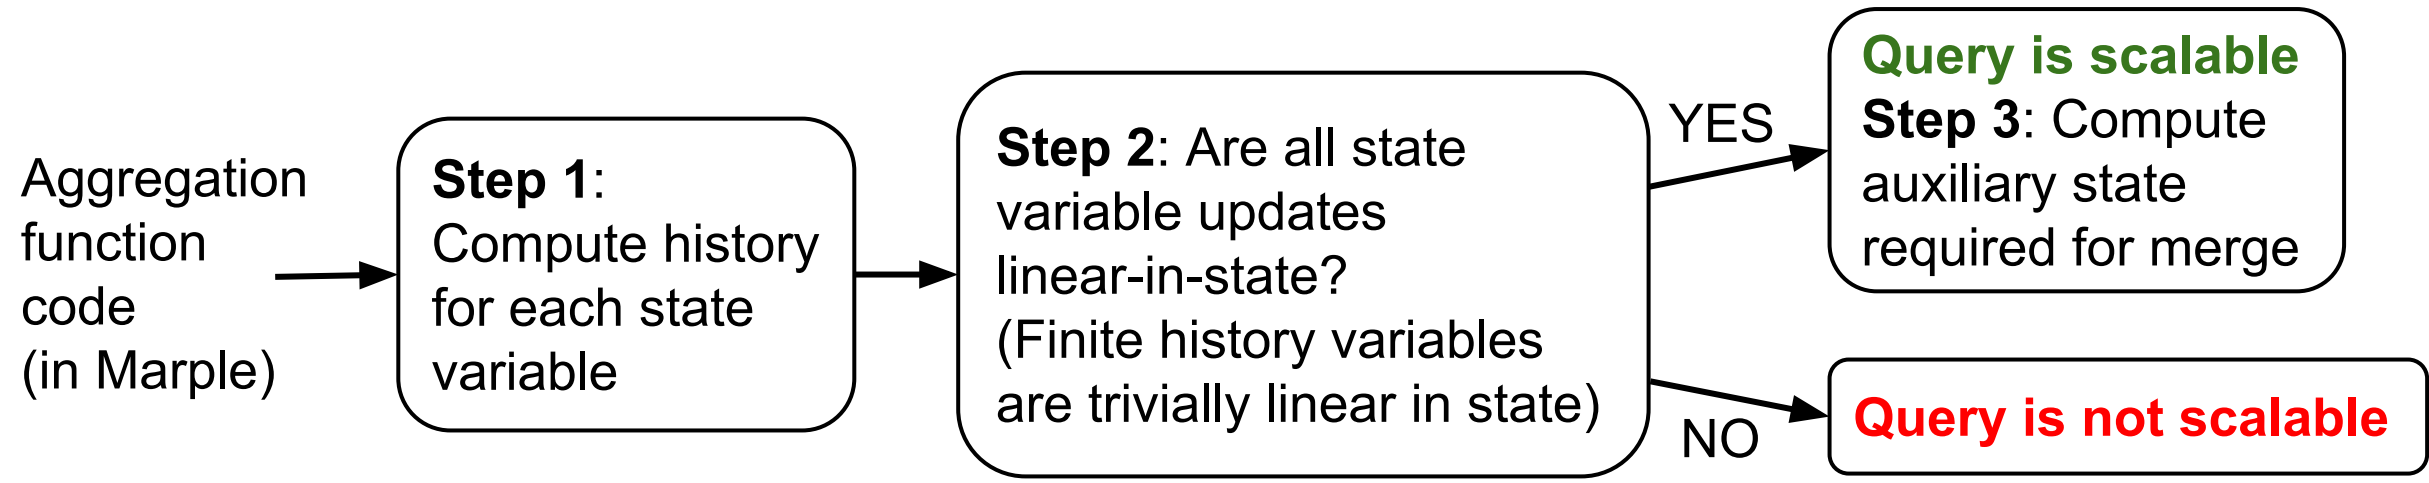 Aggregation
function
code
(in Marple)
Step 1:
Compute history
for each state
variable
Step 2: Are all state
variable updates
linear-in-state?
(Finite history variables
are trivially linear in state)
YES
Query is scalable
Step 3: Compute
auxiliary state
required for merge
NO
Query is not scalable